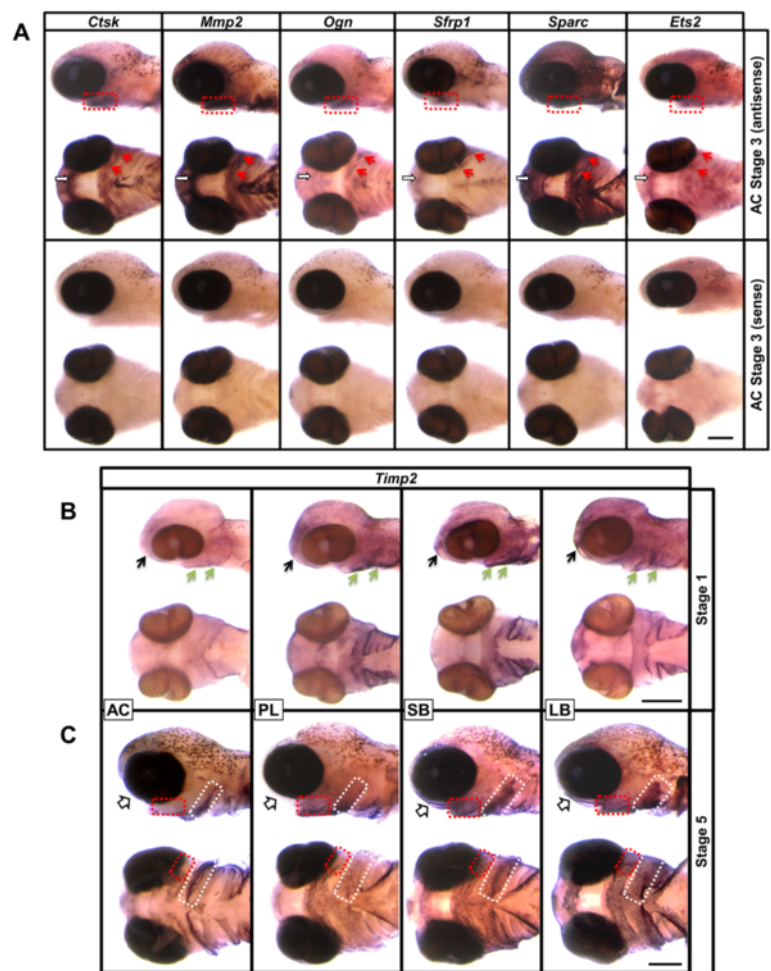 A
Ctsk Mmp2 Ogn Sfrp1 Sparc Ets2
AC Stage 3 (antisense)
AC Stage 3 (sense)
Timp2
B
Stage 1
AC PL SB LB
C
Stage 5